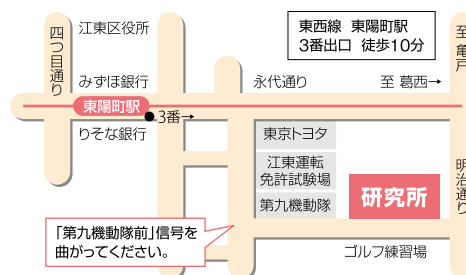 東西線 東陽町駅
3番出口 徒歩10分
四つ目通り
江東区役所
みずほ銀行
永代通り
至 葛西→
至 亀戸
東陽町駅
3番→
りそな銀行
東京トヨタ
江東運転
免許試験場
第九機動隊
研究所
明治通り
「第九機動隊前」信号を
曲がってください。
ゴルフ練習場